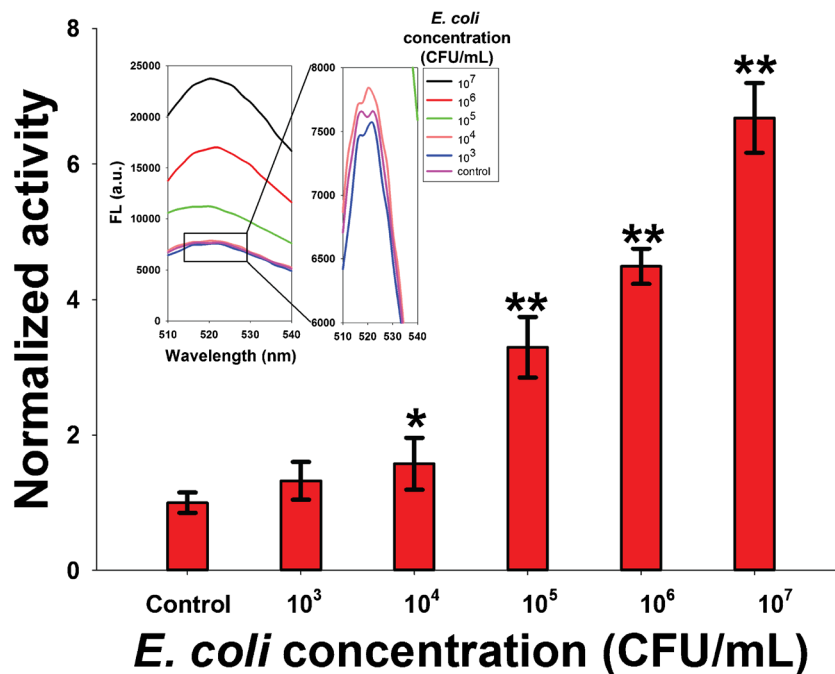 Normalized activity
8
6
4
2
0
FL (a.u.)
25000
20000
15000
10000
5000
0
510 520 530 540
Wavelength (nm)
8000
7500
7000
6500
6000
510 520 530 540
E. coli
concentration
(CFU/mL)
10⁷
10⁶
10⁵
10⁴
10³
control
*
**
**
**
Control 10³ 10⁴ 10⁵ 10⁶ 10⁷
E. coli concentration (CFU/mL)